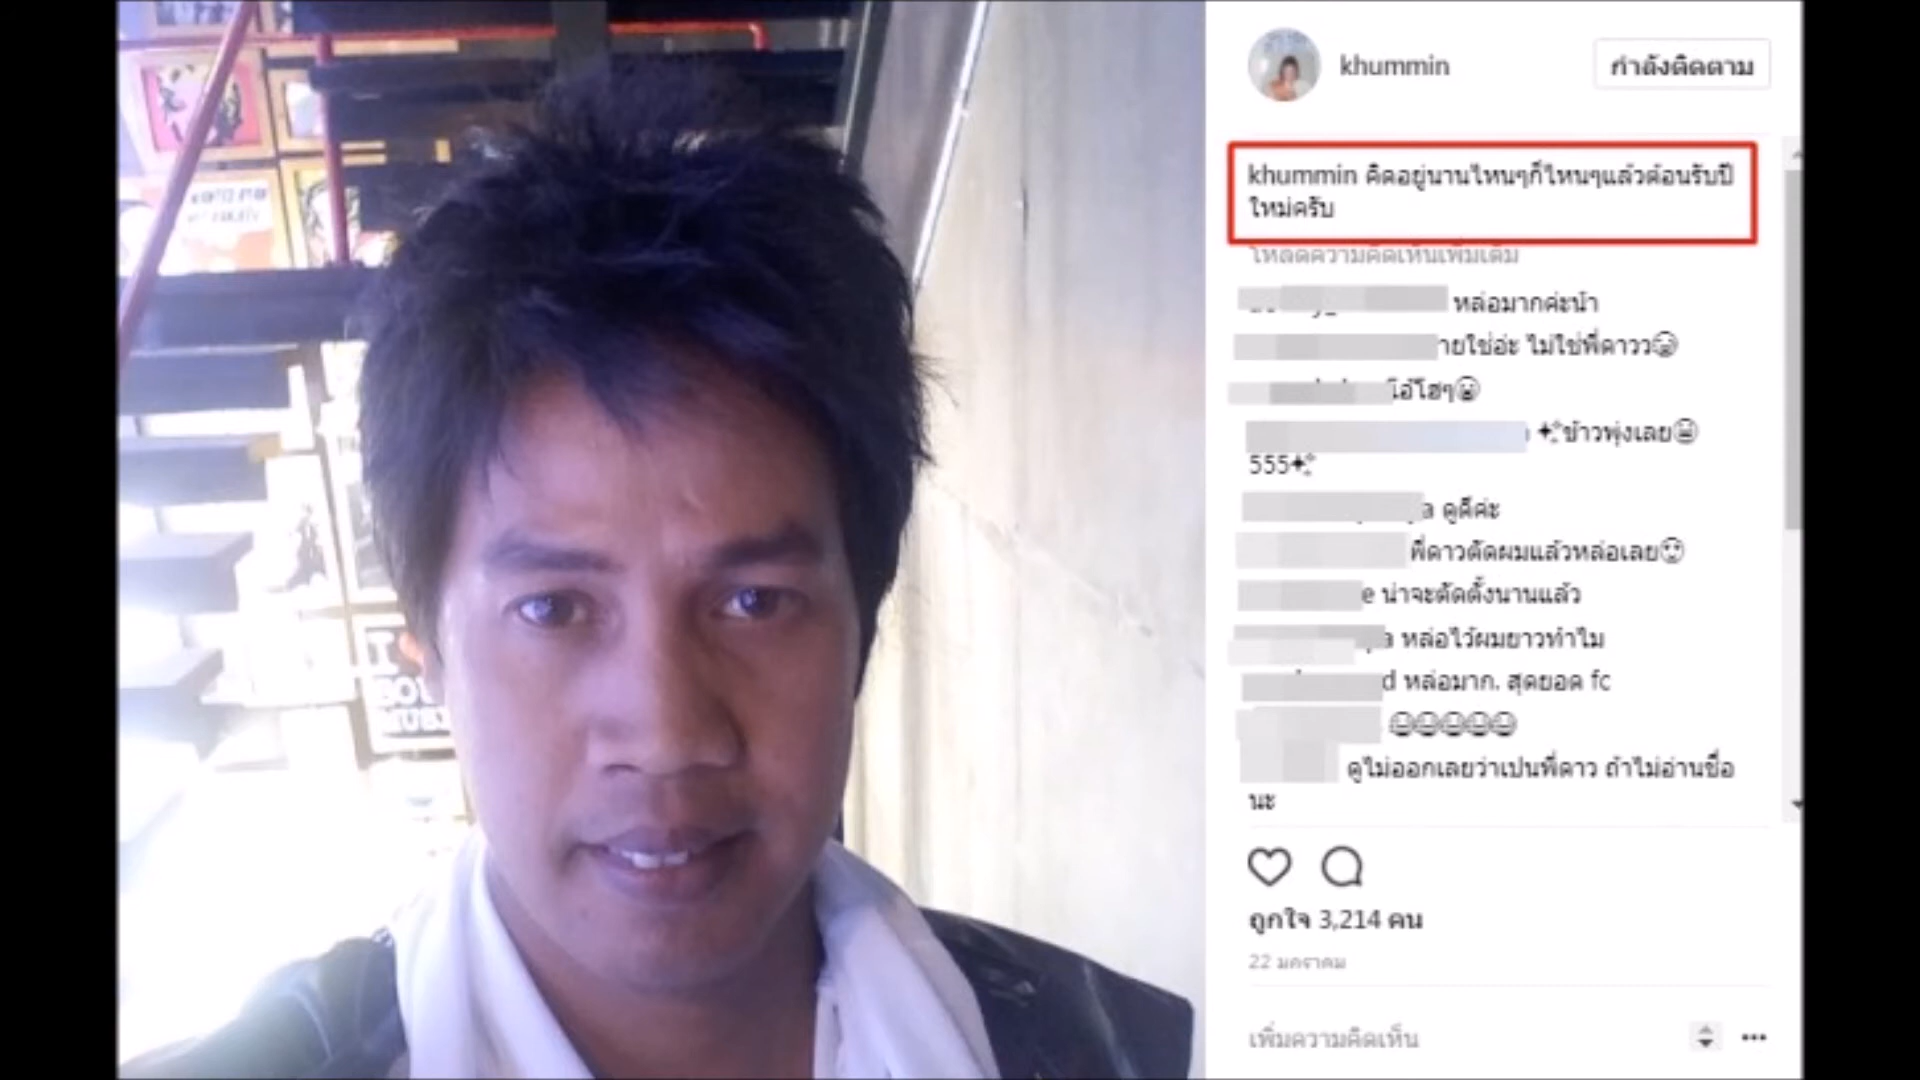 khummin
กำลังติดตาม
khummin คิดอยู่นานไหนๆก็ไหนๆแล้วต้อนรับปี
ใหม่ครับ
โหลดความคิดเห็นเพิ่มเติม
หล่อมากค่ะน้า
ายใช่อ่ะ ไม่ใช่พี่ดาวว
โอ้โฮๆ
ข้าวพุ่งเลย
555
a ดูดีค่ะ
พี่ดาวตัดผมแล้วหล่อเลย
e น่าจะตัดตั้งนานแล้ว
a หล่อไว้ผมยาวทำไม
d หล่อมาก. สุดยอด fc
ดูไม่ออกเลยว่าเปนพี่ดาว ถ้าไม่อ่านชื่อ
นะ
ถูกใจ 3,214 คน
22 มกราคม
เพิ่มความคิดเห็น